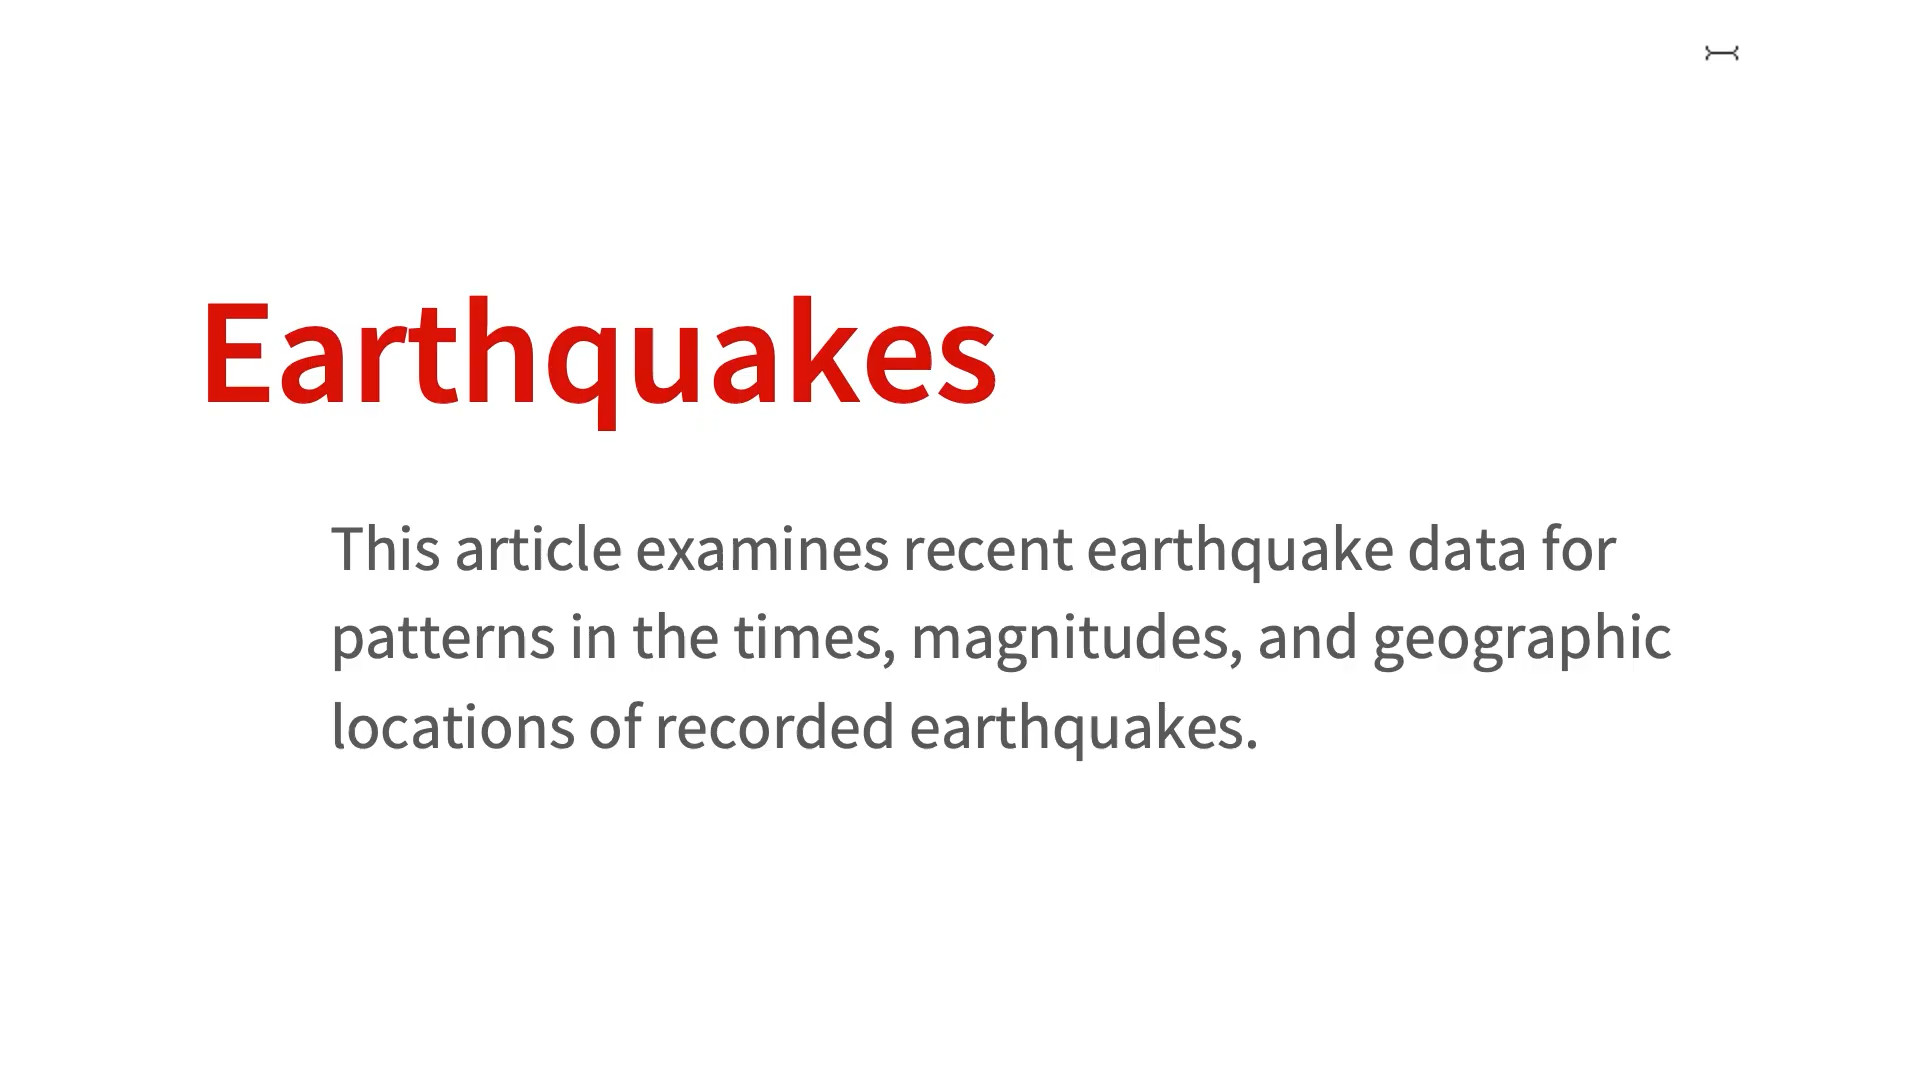 Earthquakes
This article examines recent earthquake data for
patterns in the times, magnitudes, and geographic
locations of recorded earthquakes.